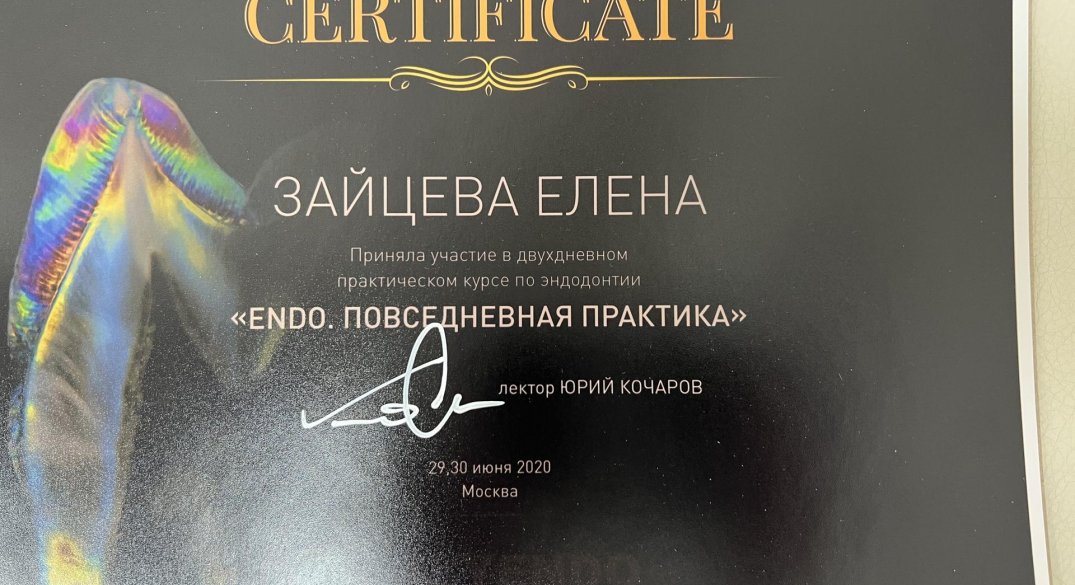 CERTIFICATE
ЗАЙЦЕВА ЕЛЕНА
Приняла участие в двухдневном
практическом курсе по эндодонтии
«ENDO. ПОВСЕДНЕВНАЯ ПРАКТИКА»
лектор ЮРИЙ КОЧАРОВ
29,30 июня 2020
Москва